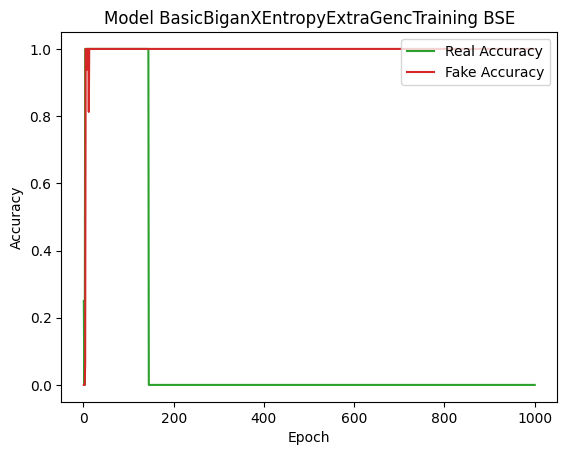 Model BasicBiganXEntropyExtraGencTraining BSE
1.0
0.8
0.6
0.4
0.2
0.0
Accuracy
Real Accuracy
Fake Accuracy
0
200
400
600
800
1000
Epoch